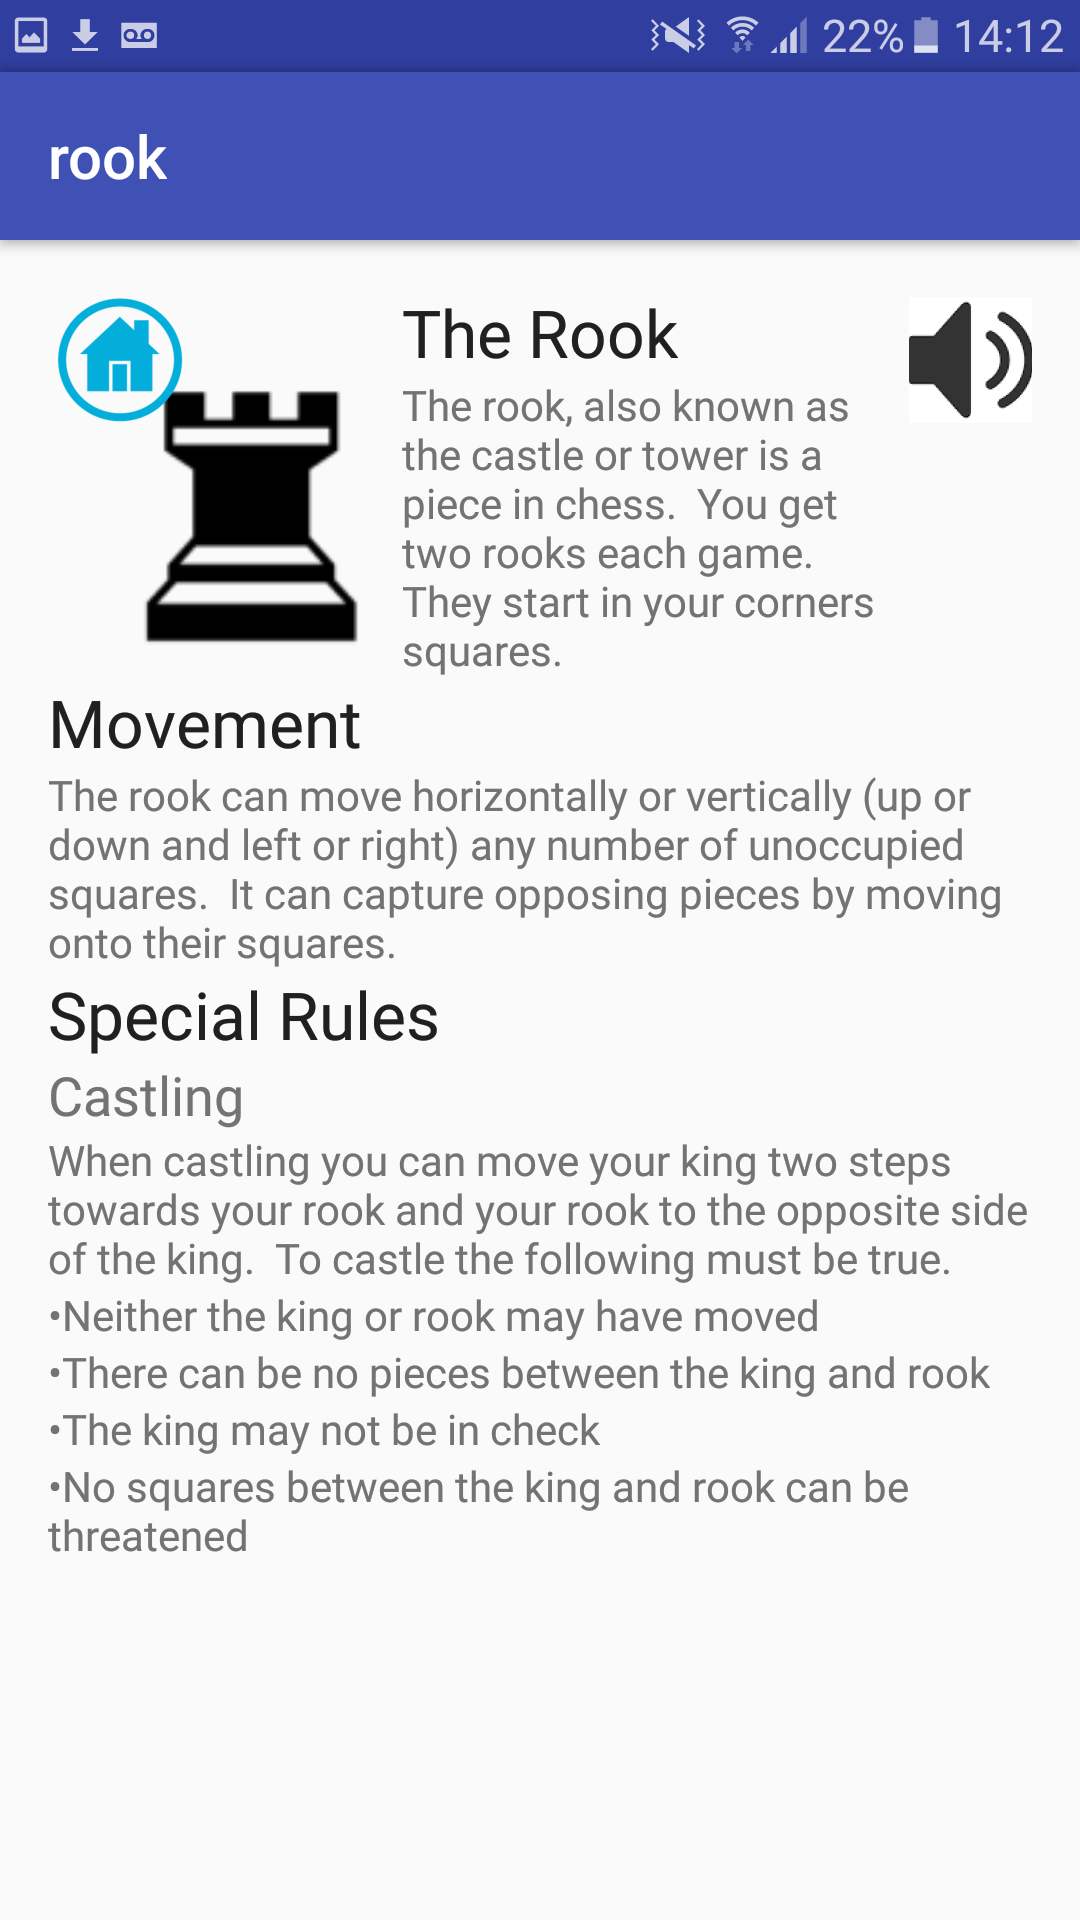 22% 14:12
rook
The Rook
The rook, also known as
the castle or tower is a
piece in chess.  You get
two rooks each game.
They start in your corners
squares.
Movement
The rook can move horizontally or vertically (up or
down and left or right) any number of unoccupied
squares.  It can capture opposing pieces by moving
onto their squares.
Special Rules
Castling
When castling you can move your king two steps
towards your rook and your rook to the opposite side
of the king.  To castle the following must be true.
•Neither the king or rook may have moved
•There can be no pieces between the king and rook
•The king may not be in check
•No squares between the king and rook can be
threatened